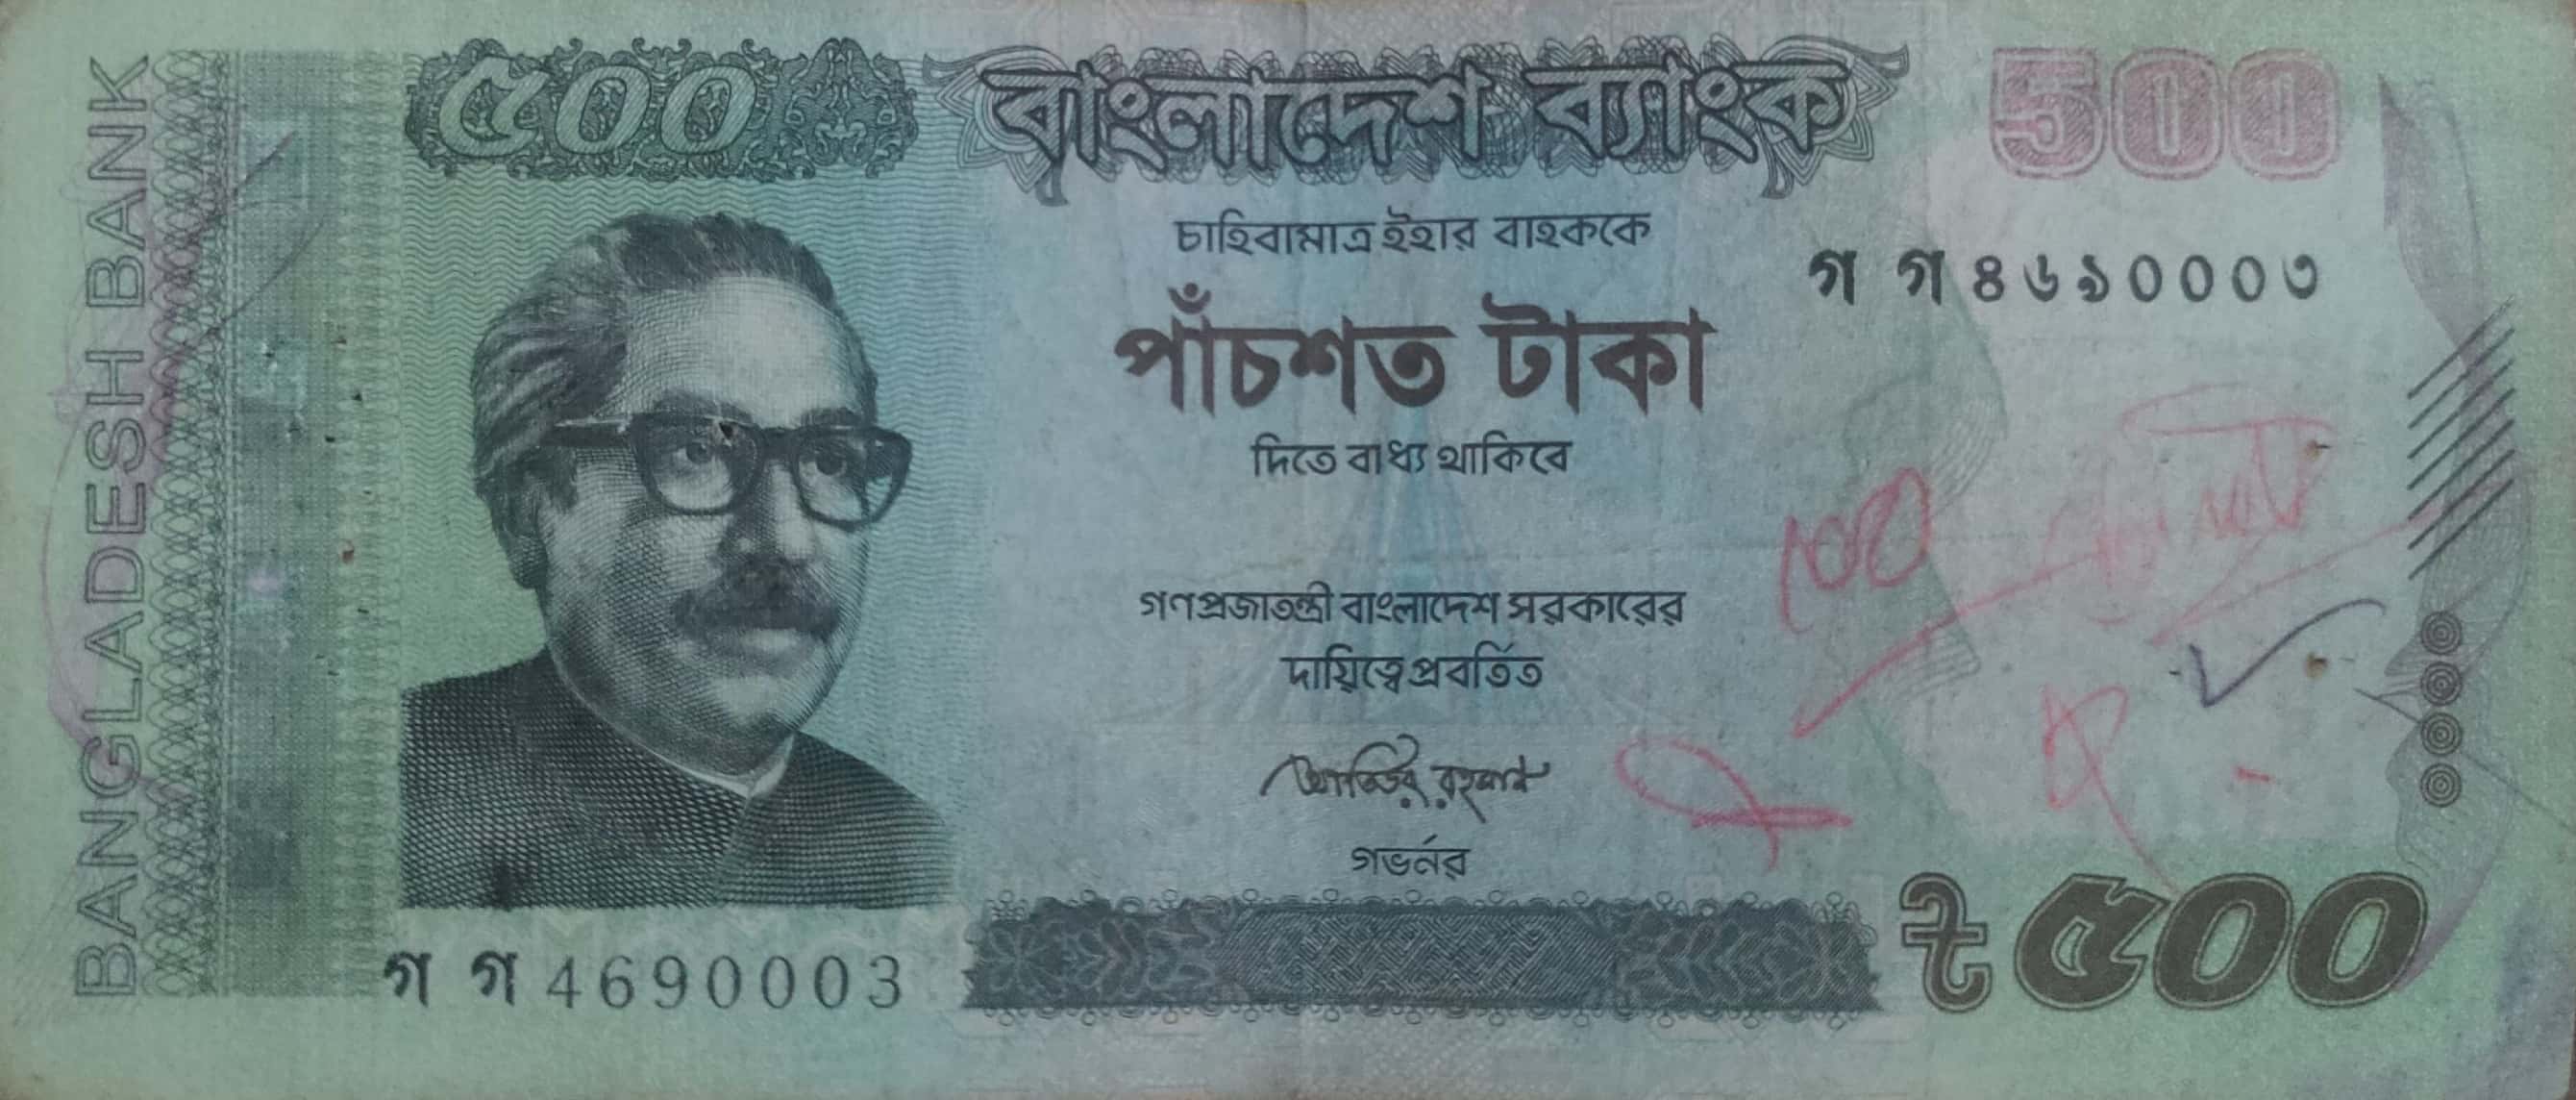 BANGLADESH BANK
৫০০
বাংলাদেশ ব্যাংক
500
চাহিবামাত্র ইহার বাহককে
গ গ ৪৬৯০০০৩
পাঁচশত টাকা
দিতে বাধ্য থাকিবে
গণপ্রজাতন্ত্রী বাংলাদেশ সরকারের
দায়িত্বে প্রবর্তিত
আতিউর রহমান
গভর্নর
গ গ 4690003
৳ ৫০০